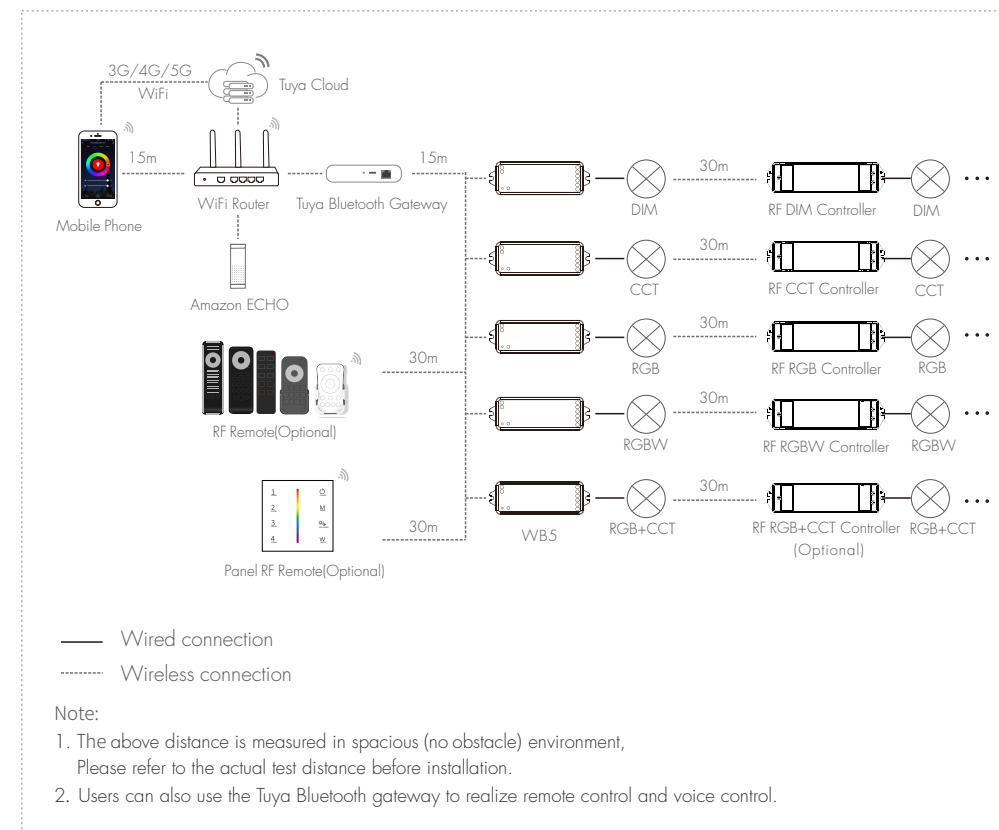 3G/4G/5G
WiFi
Tuya Cloud
15m
15m
WiFi Router
Tuya Bluetooth Gateway
Mobile Phone
Amazon ECHO
30m
RF Remote(Optional)
1
2
3
4
M
W
30m
Panel RF Remote(Optional)
DIM
30m
RF DIM Controller
DIM
CCT
30m
RF CCT Controller
CCT
RGB
30m
RF RGB Controller
RGB
RGBW
30m
RF RGBW Controller
RGBW
WB5
RGB+CCT
30m
RF RGB+CCT Controller
(Optional)
RGB+CCT
Wired connection
Wireless connection
Note:
1. The above distance is measured in spacious (no obstacle) environment,
Please refer to the actual test distance before installation.
2. Users can also use the Tuya Bluetooth gateway to realize remote control and voice control.